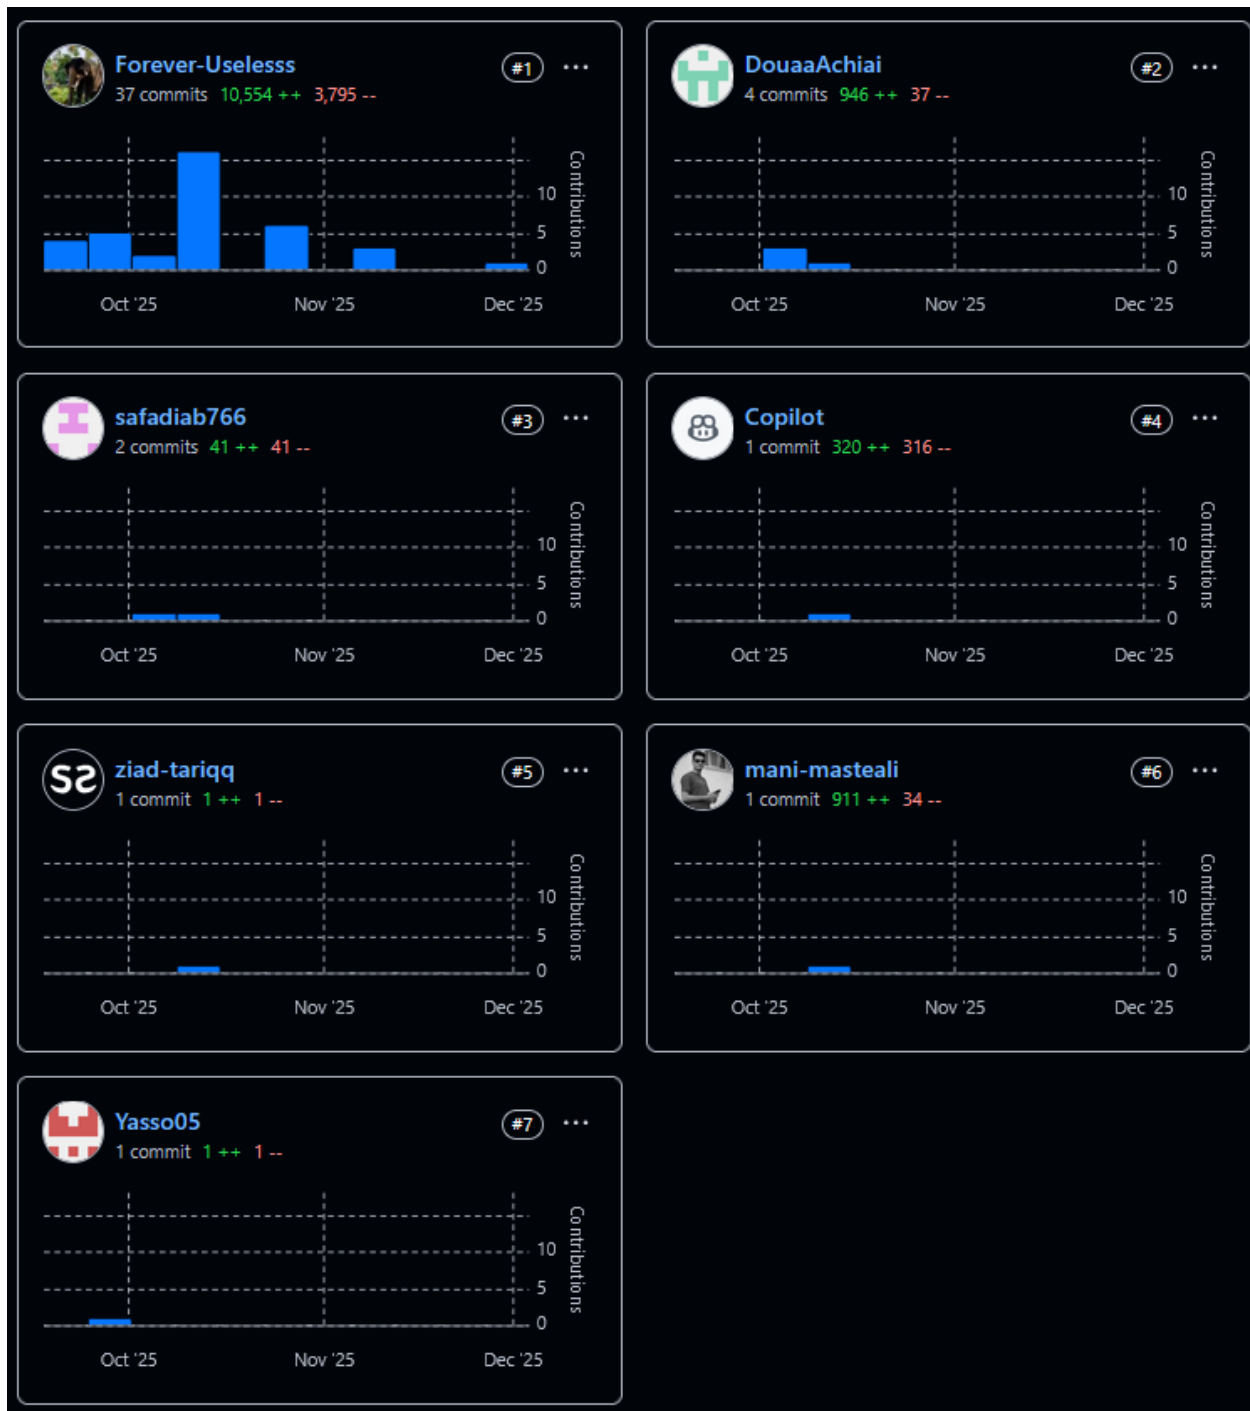 Forever-Uselesss
#1
37 commits 10,554 ++ 3,795 --
10
5
0
Contributions
Oct '25 Nov '25 Dec '25
DouaaAchiai
#2
4 commits 946 ++ 37 --
10
5
0
Contributions
Oct '25 Nov '25 Dec '25
safadiab766
#3
2 commits 41 ++ 41 --
10
5
0
Contributions
Oct '25 Nov '25 Dec '25
Copilot
#4
1 commit 320 ++ 316 --
10
5
0
Contributions
Oct '25 Nov '25 Dec '25
ziad-tariqq
#5
1 commit 1 ++ 1 --
10
5
0
Contributions
Oct '25 Nov '25 Dec '25
mani-masteali
#6
1 commit 911 ++ 34 --
10
5
0
Contributions
Oct '25 Nov '25 Dec '25
Yasso05
#7
1 commit 1 ++ 1 --
10
5
0
Contributions
Oct '25 Nov '25 Dec '25